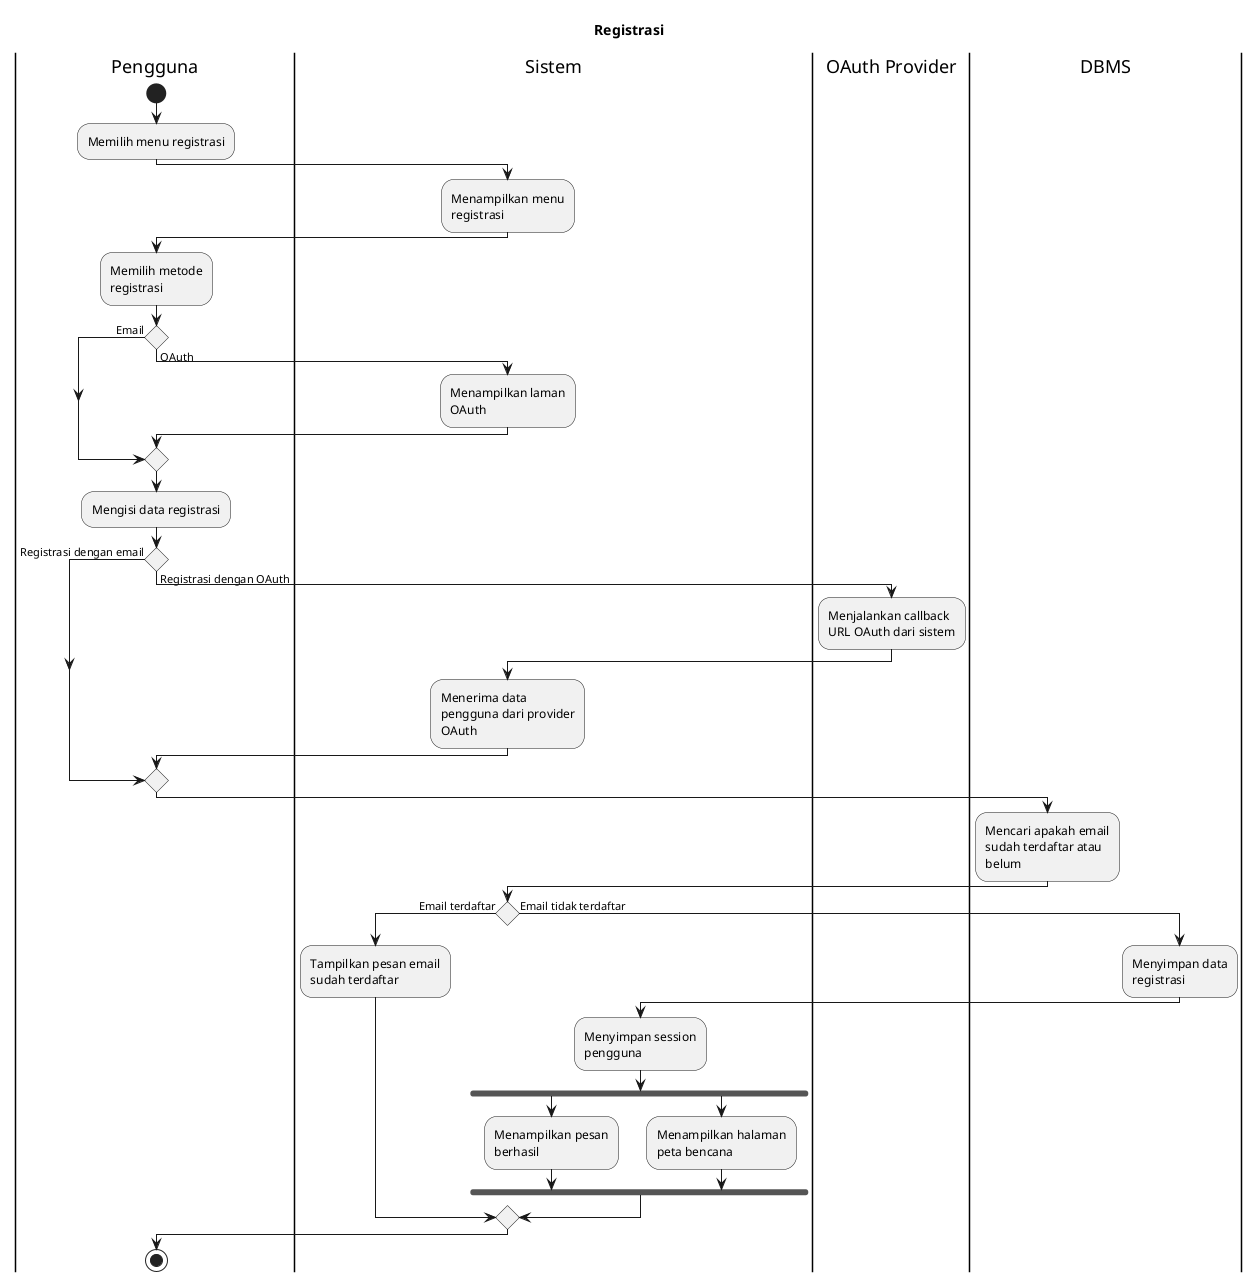 Registrasi
Pengguna
Sistem
OAuth Provider
DBMS
Memilih menu registrasi
Menampilkan menu
registrasi
Memilih metode
registrasi
Email
OAuth
Menampilkan laman
OAuth
Mengisi data registrasi
Registrasi dengan email
Registrasi dengan OAuth
Menjalankan callback
URL OAuth dari sistem
Menerima data
pengguna dari provider
OAuth
Mencari apakah email
sudah terdaftar atau
belum
Email terdaftar
Email tidak terdaftar
Tampilkan pesan email
sudah terdaftar
Menyimpan data
registrasi
Menyimpan session
pengguna
Menampilkan pesan
berhasil
Menampilkan halaman
peta bencana